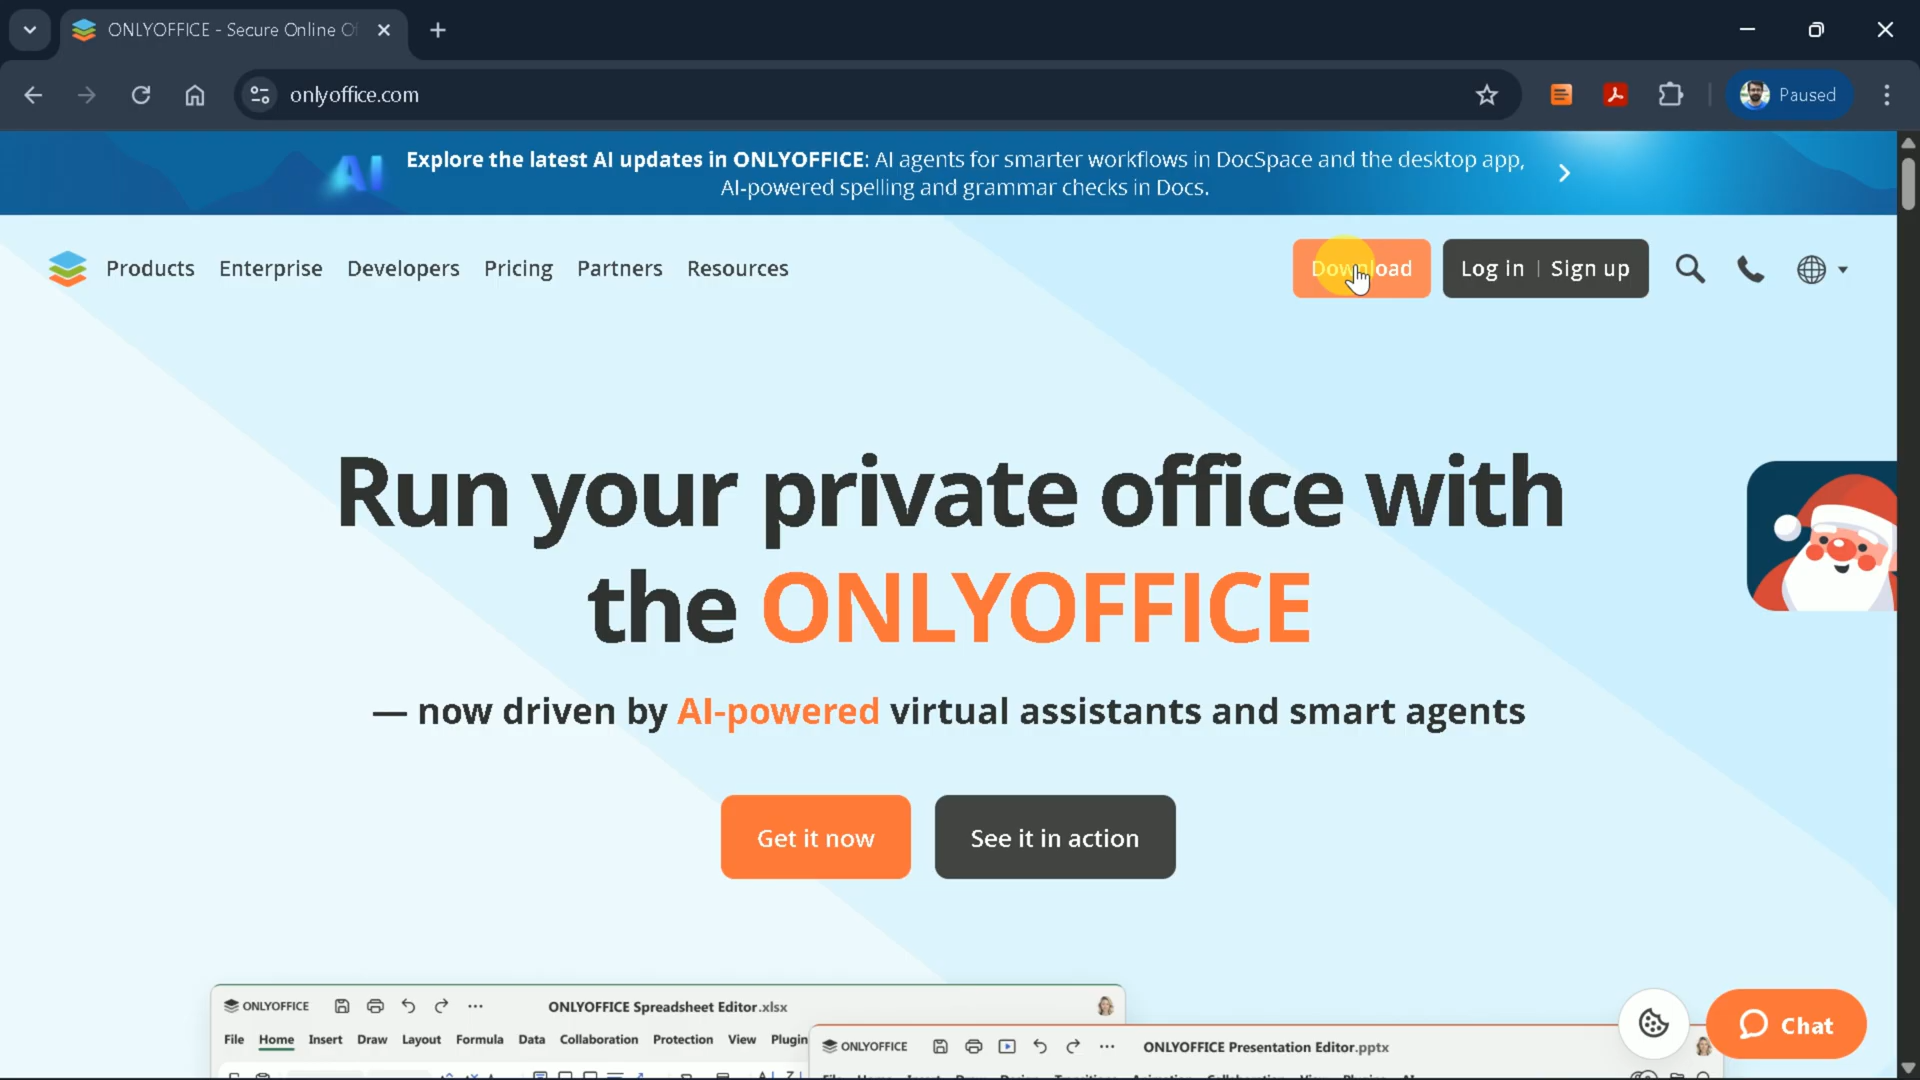 ONLYOFFICE - Secure Online Of
onlyoffice.com
Paused
AI
Explore the latest AI updates in ONLYOFFICE: AI agents for smarter workflows in DocSpace and the desktop app,
AI-powered spelling and grammar checks in Docs.
Products Enterprise Developers Pricing Partners Resources
Download
Log in | Sign up
Run your private office with
the ONLYOFFICE
— now driven by AI-powered virtual assistants and smart agents
Get it now
See it in action
ONLYOFFICE
ONLYOFFICE Spreadsheet Editor.xlsx
File Home Insert Draw Layout Formula Data Collaboration Protection View Plugin
ONLYOFFICE
ONLYOFFICE Presentation Editor.pptx
Chat